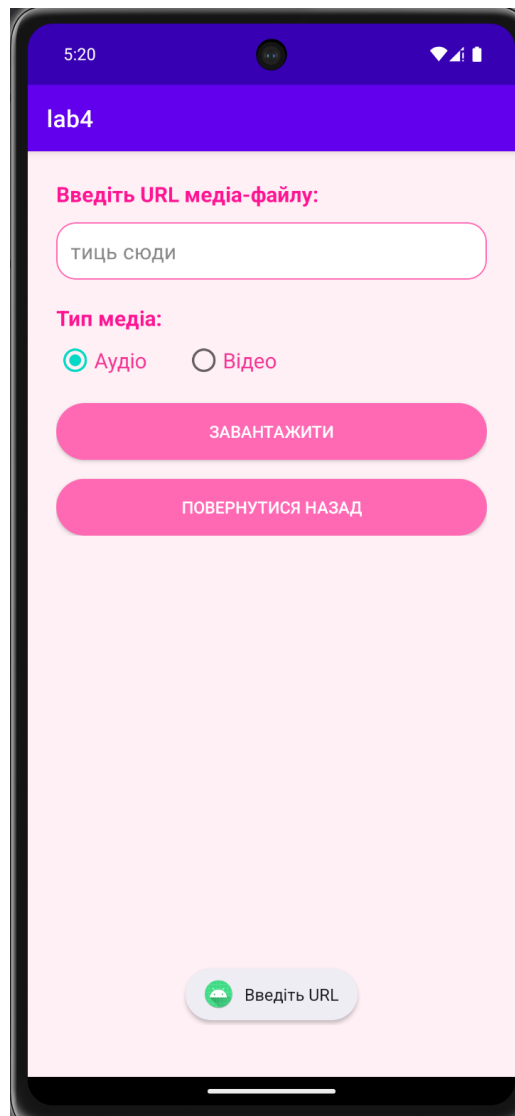 5:20
lab4
Введіть URL медіа-файлу:
тиць сюди
Тип медіа:
Аудіо Відео
ЗАВАНТАЖИТИ
ПОВЕРНУТИСЯ НАЗАД
Введіть URL